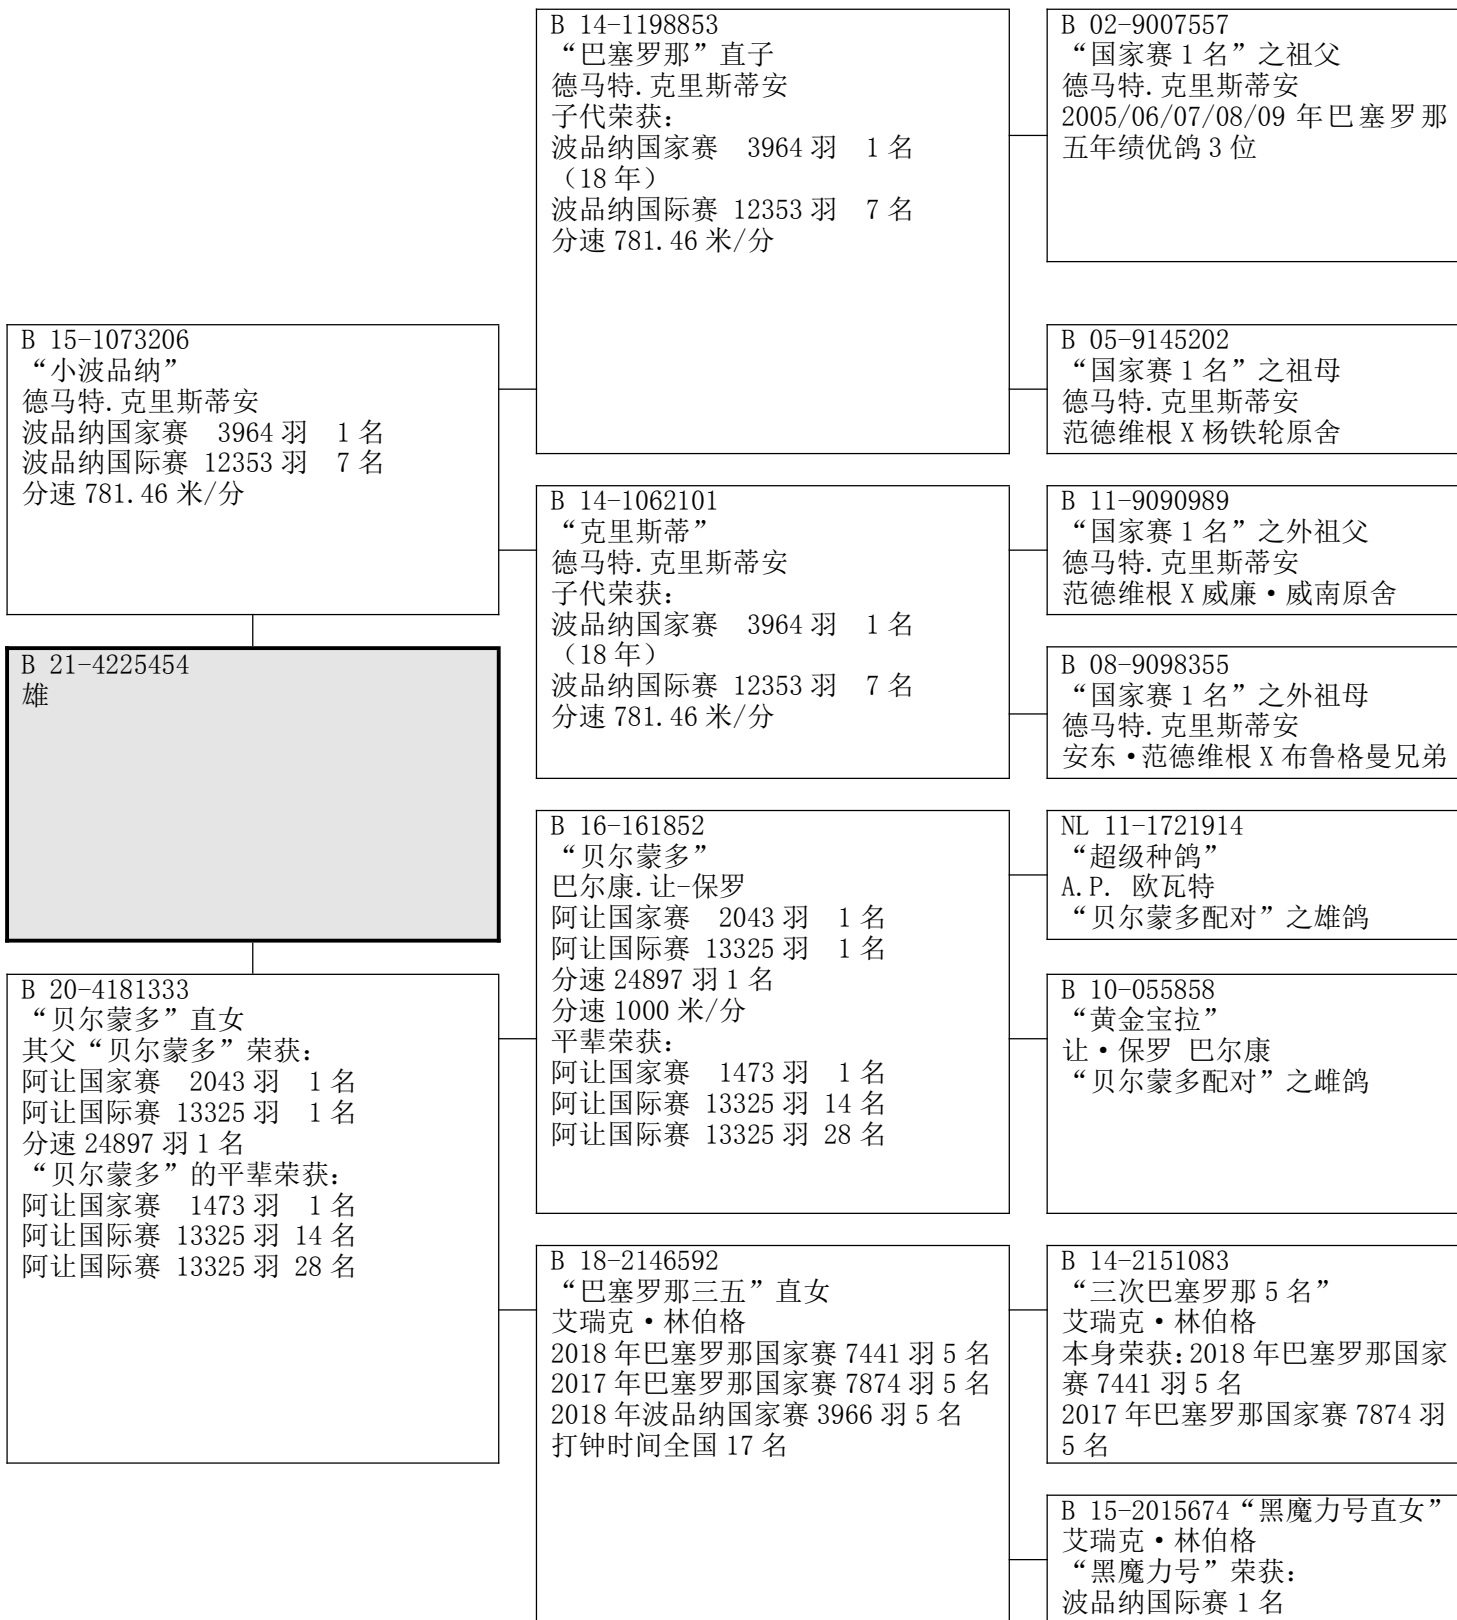 B 15-1073206
“小波品纳”
德马特.克里斯蒂安
波品纳国家赛 3964 羽 1 名
波品纳国际赛 12353 羽 7 名
分速 781.46 米/分
B 21-4225454
雄
B 20-4181333
“贝尔蒙多”直女
其父“贝尔蒙多”荣获：
阿让国家赛 2043 羽 1 名
阿让国际赛 13325 羽 1 名
分速 24897 羽 1 名
“贝尔蒙多”的平辈荣获：
阿让国家赛 1473 羽 1 名
阿让国际赛 13325 羽 14 名
阿让国际赛 13325 羽 28 名
B 14-1198853
“巴塞罗那”直子
德马特.克里斯蒂安
子代荣获：
波品纳国家赛 3964 羽 1 名
（18 年）
波品纳国际赛 12353 羽 7 名
分速 781.46 米/分
B 14-1062101
“克里斯蒂”
德马特.克里斯蒂安
子代荣获：
波品纳国家赛 3964 羽 1 名
（18 年）
波品纳国际赛 12353 羽 7 名
分速 781.46 米/分
B 16-161852
“贝尔蒙多”
巴尔康.让-保罗
阿让国家赛 2043 羽 1 名
阿让国际赛 13325 羽 1 名
分速 24897 羽 1 名
分速 1000 米/分
平辈荣获：
阿让国家赛 1473 羽 1 名
阿让国际赛 13325 羽 14 名
阿让国际赛 13325 羽 28 名
B 18-2146592
“巴塞罗那三五”直女
艾瑞克•林伯格
2018 年巴塞罗那国家赛 7441 羽 5 名
2017 年巴塞罗那国家赛 7874 羽 5 名
2018 年波品纳国家赛 3966 羽 5 名
打钟时间全国 17 名
B 02-9007557
“国家赛 1 名”之祖父
德马特.克里斯蒂安
2005/06/07/08/09 年巴塞罗那
五年绩优鸽 3 位
B 05-9145202
“国家赛 1 名”之祖母
德马特.克里斯蒂安
范德维根 X 杨铁轮原舍
B 11-9090989
“国家赛 1 名”之外祖父
德马特.克里斯蒂安
范德维根 X 威廉•威南原舍
B 08-9098355
“国家赛 1 名”之外祖母
德马特.克里斯蒂安
安东•范德维根 X 布鲁格曼兄弟
NL 11-1721914
“超级种鸽”
A.P. 欧瓦特
“贝尔蒙多配对”之雄鸽
B 10-055858
“黄金宝拉”
让•保罗 巴尔康
“贝尔蒙多配对”之雌鸽
B 14-2151083
“三次巴塞罗那 5 名”
艾瑞克•林伯格
本身荣获:2018 年巴塞罗那国家
赛 7441 羽 5 名
2017 年巴塞罗那国家赛 7874 羽
5 名
B 15-2015674“黑魔力号直女”
艾瑞克•林伯格
“黑魔力号”荣获：
波品纳国际赛 1 名